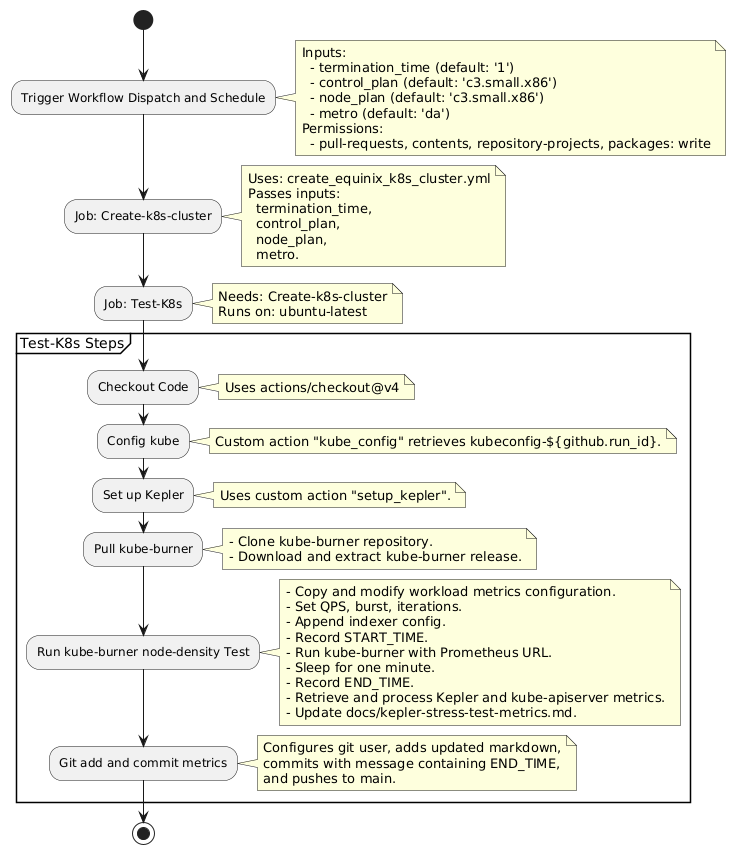 Trigger Workflow Dispatch and Schedule
Inputs:
- termination_time (default: '1')
- control_plan (default: 'c3.small.x86')
- node_plan (default: 'c3.small.x86')
- metro (default: 'da')
Permissions:
- pull-requests, contents, repository-projects, packages: write
Job: Create-k8s-cluster
Uses: create_equinix_k8s_cluster.yml
Passes inputs:
termination_time,
control_plan,
node_plan,
metro.
Job: Test-K8s
Needs: Create-k8s-cluster
Runs on: ubuntu-latest
Test-K8s Steps
Checkout Code
Uses actions/checkout@v4
Config kube
Custom action "kube_config" retrieves kubeconfig-${github.run_id}.
Set up Kepler
Uses custom action "setup_kepler".
Pull kube-burner
- Clone kube-burner repository.
- Download and extract kube-burner release.
Run kube-burner node-density Test
- Copy and modify workload metrics configuration.
- Set QPS, burst, iterations.
- Append indexer config.
- Record START_TIME.
- Run kube-burner with Prometheus URL.
- Sleep for one minute.
- Record END_TIME.
- Retrieve and process Kepler and kube-apiserver metrics.
- Update docs/kepler-stress-test-metrics.md.
Git add and commit metrics
Configures git user, adds updated markdown,
commits with message containing END_TIME,
and pushes to main.